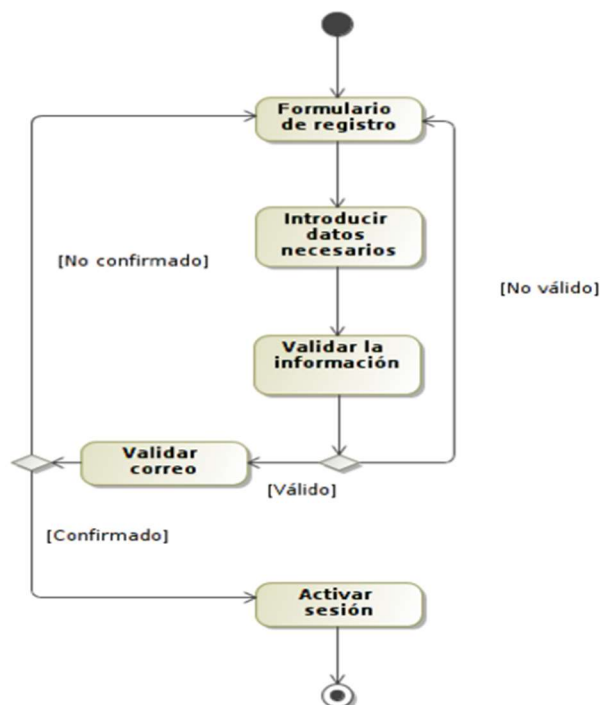 Formulario
de registro
Introducir
datos
necesarios
[No confirmado]
[No válido]
Validar la
información
Validar
correo
[Válido]
[Confirmado]
Activar
sesión